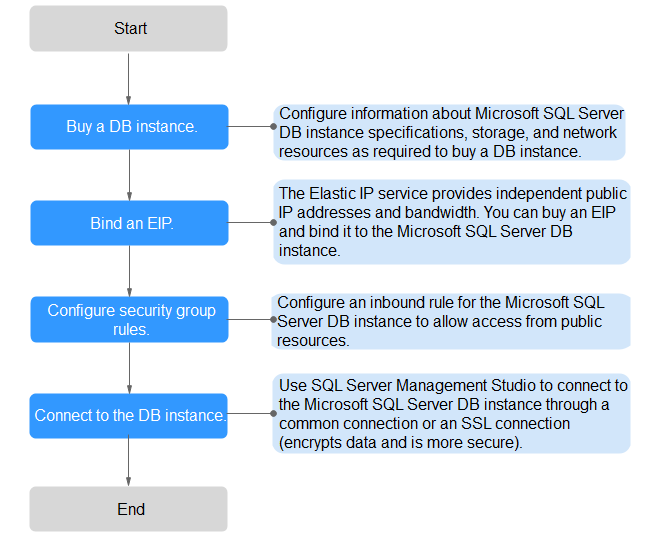 Start
Buy a DB instance.
Configure information about Microsoft SQL Server
DB instance specifications, storage, and network
resources as required to buy a DB instance.
Bind an EIP.
The Elastic IP service provides independent public
IP addresses and bandwidth. You can buy an EIP
and bind it to the Microsoft SQL Server DB
instance.
Configure security group
rules.
Configure an inbound rule for the Microsoft SQL
Server DB instance to allow access from public
resources.
Connect to the DB instance.
Use SQL Server Management Studio to connect to
the Microsoft SQL Server DB instance through a
common connection or an SSL connection
(encrypts data and is more secure).
End